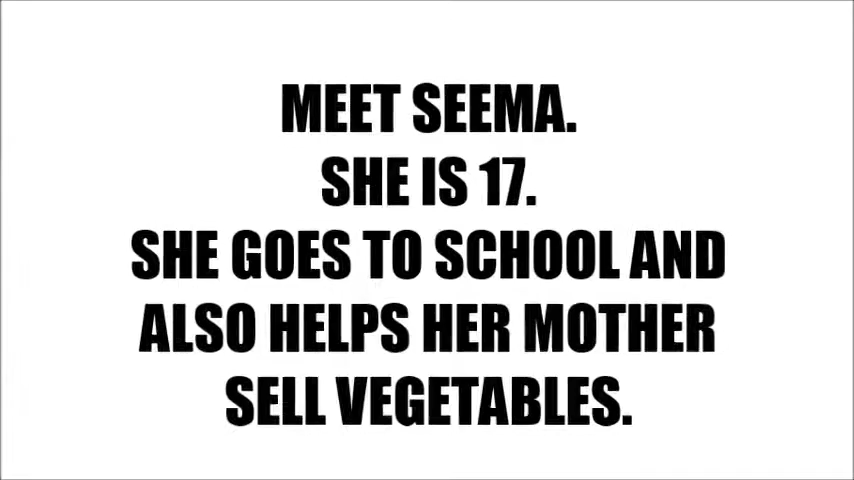 MEET SEEMA.
SHE IS 17.
SHE GOES TO SCHOOL AND
ALSO HELPS HER MOTHER
SELL VEGETABLES.